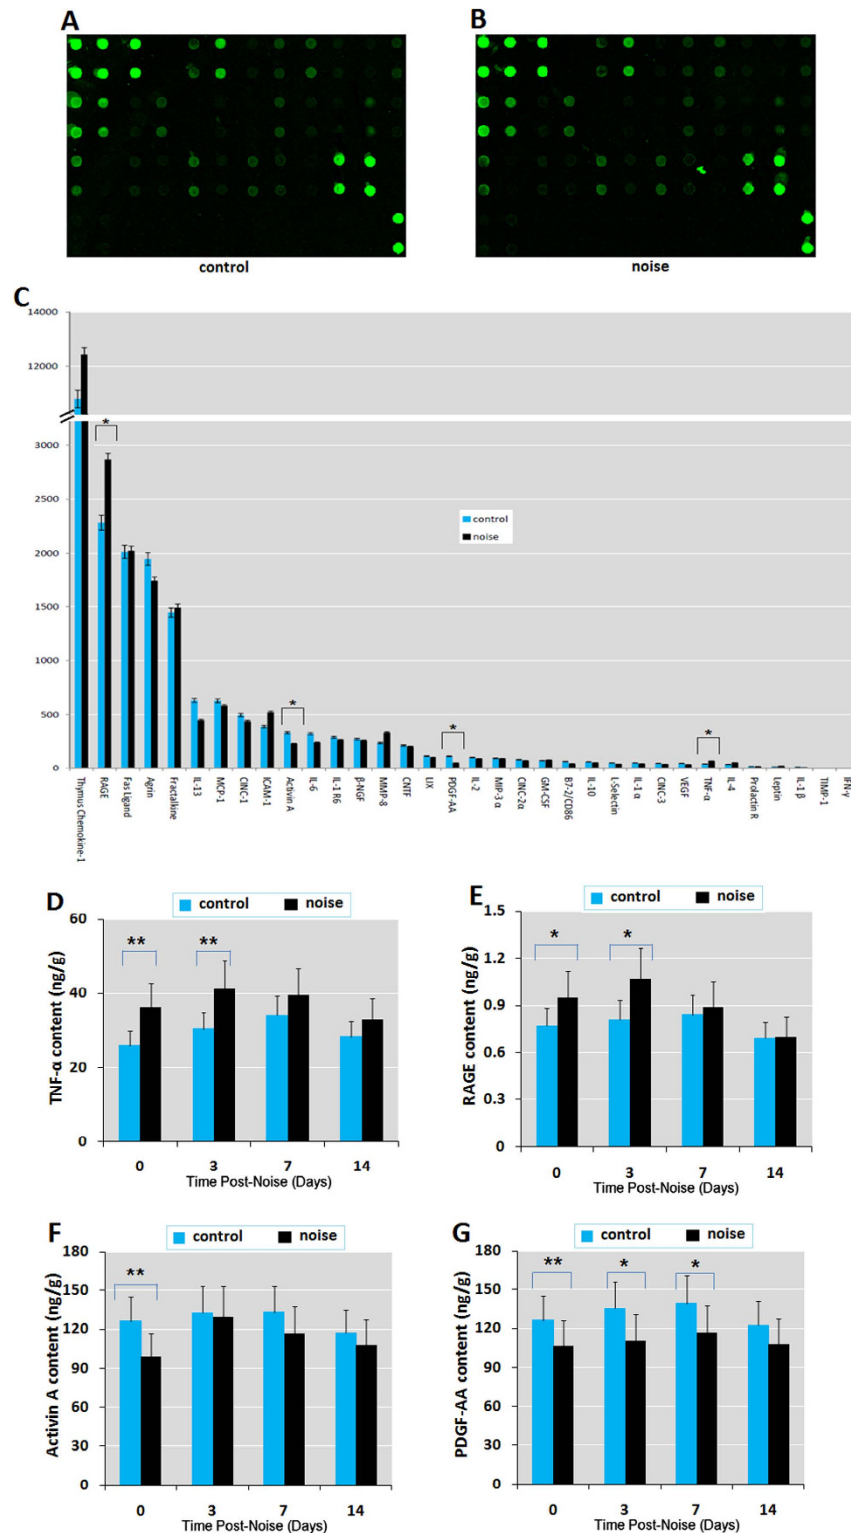 A
B
control
noise
C
14000
12000
3000
2500
2000
1500
1000
500
0
*
*
*
*
control
noise
Thymus Chemokine-1
RAGE
Fas Ligand
Agrin
Fractalkine
IL-13
MCP-1
CINC-1
ICAM-1
Activin A
IL-6
IL-1 R6
β-NGF
MMP-8
CNTF
LIX
PDGF-AA
IL-2
MIP-3 α
CINC-2α
GM-CSF
B7-2/CD86
IL-10
L-Selectin
IL-1 α
CINC-3
VEGF
TNF-α
IL-4
Prolactin R
Leptin
IL-1 β
TIMP-1
IFN-γ
D
control noise
TNF-α content (ng/g)
60
40
20
0
** **
0 3 7 14
Time Post-Noise (Days)
E
control noise
RAGE content (ng/g)
1.5
1.2
0.9
0.6
0.3
0
* *
0 3 7 14
Time Post-Noise (Days)
F
control noise
Activin A content (ng/g)
180
150
120
90
60
30
0
**
0 3 7 14
Time Post-Noise (Days)
G
control noise
PDGF-AA content (ng/g)
180
150
120
90
60
30
0
** * *
0 3 7 14
Time Post-Noise (Days)